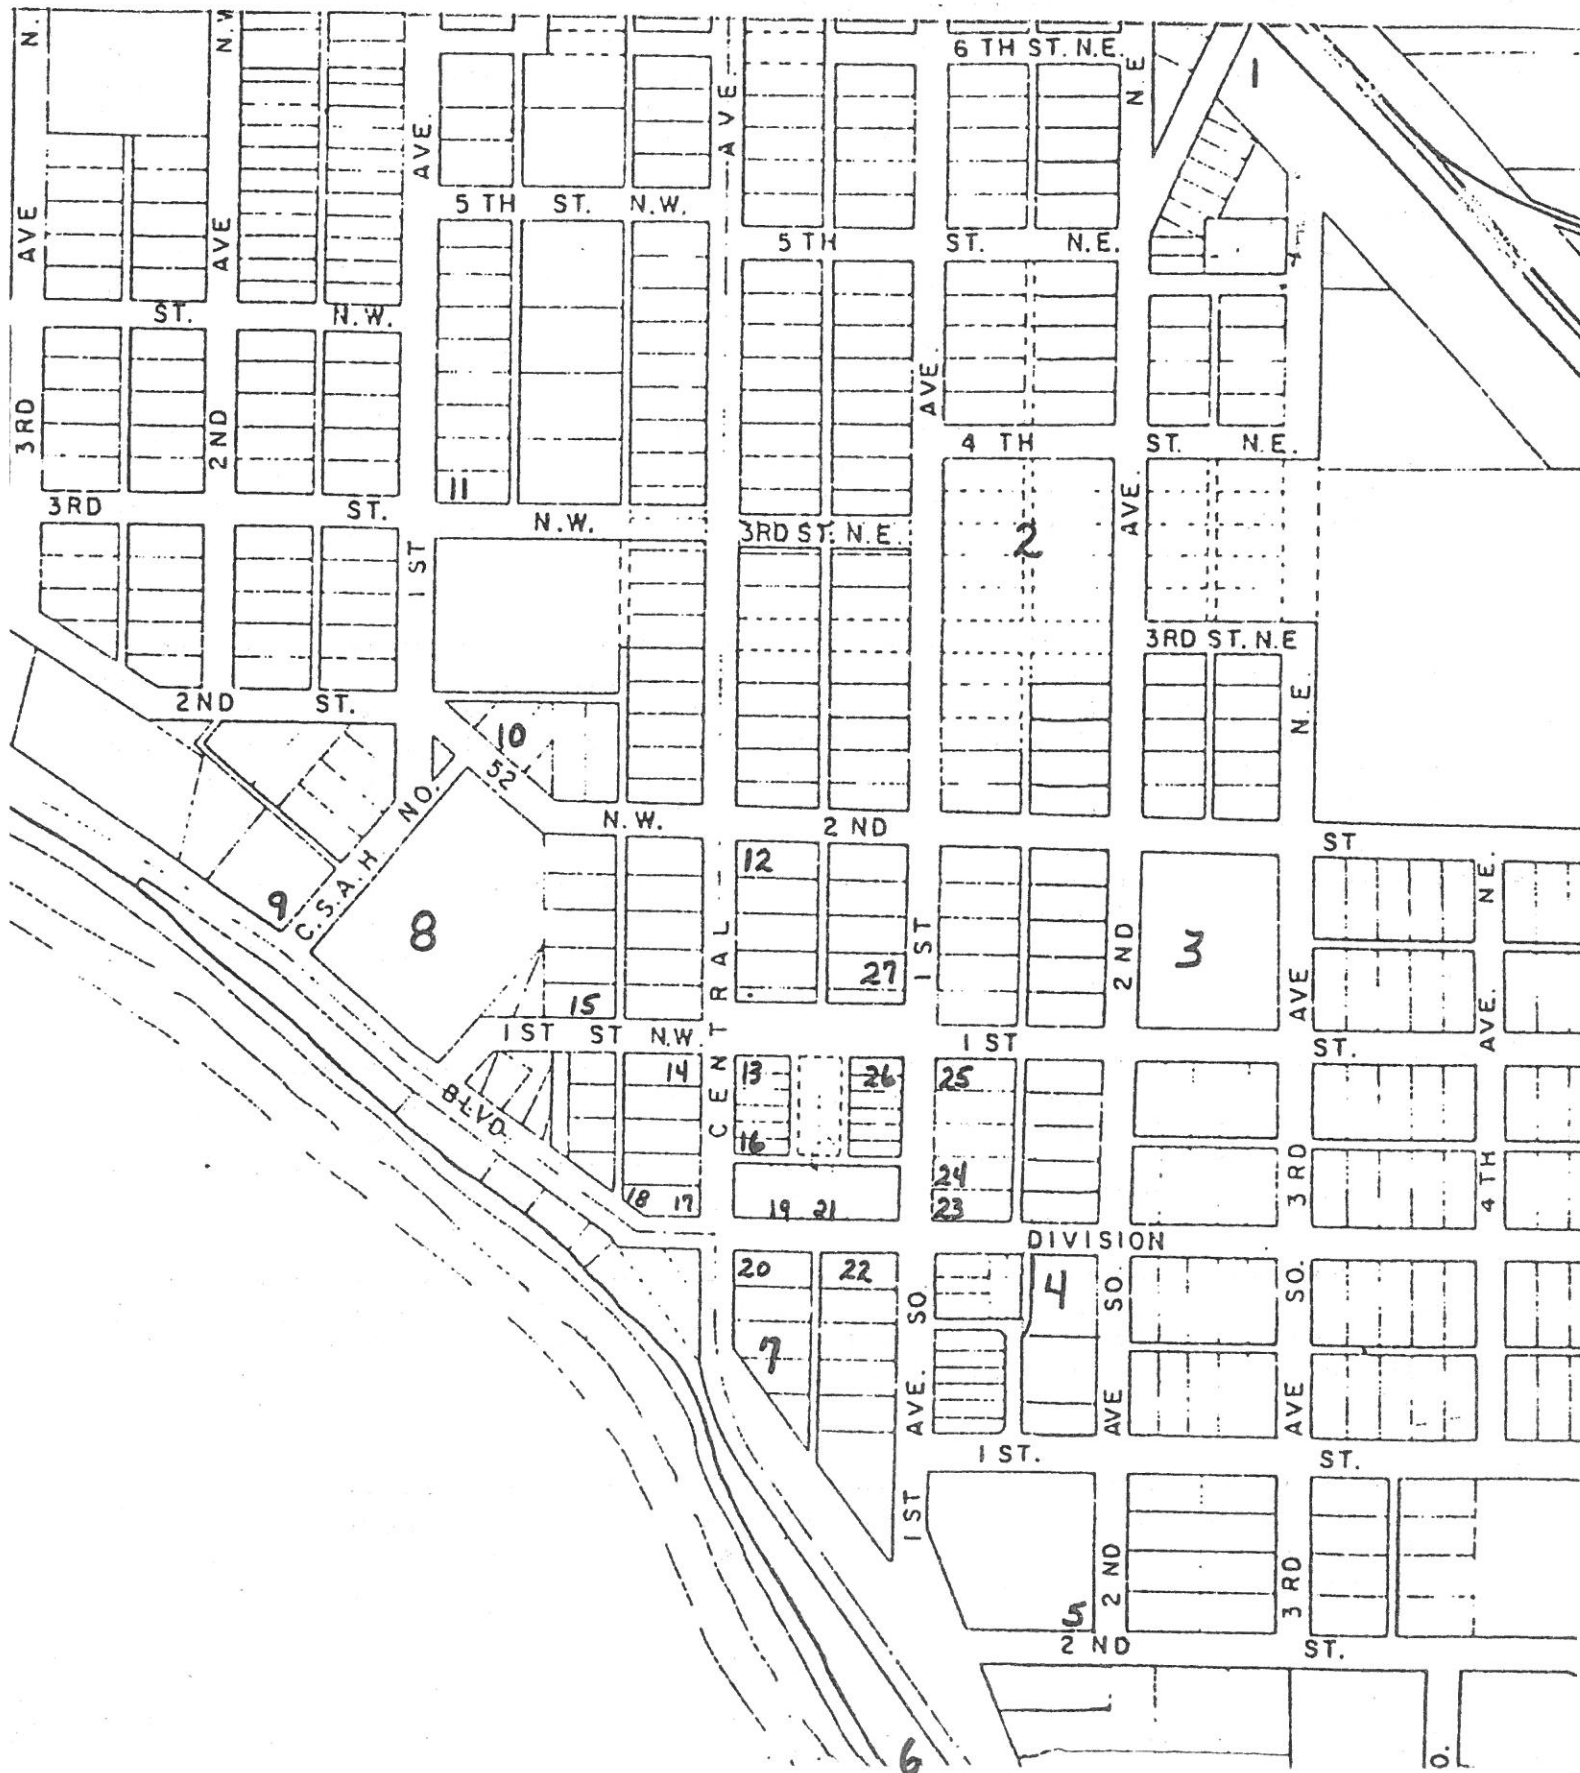 6 TH ST. N.E.
N.
N.W
N.E
1
AVE.
AVE.
5 TH ST. N.W.
AVE
AVE
5 TH ST. N.E.
ST. N.W.
3RD
2ND
AVE.
4 TH ST. N.E.
11
3RD ST. N.W.
3RD ST. N.E.
2
AVE.
1 ST
3RD ST. N.E
N.E.
2ND ST.
10
52
C.S.A.H. NO.
N.W. 2 ND ST
12
9
8
CENTRAL
1 ST
2 ND
3
AVE
N.E.
27
15
1 ST ST N.W. 1 ST ST.
AVE.
14
13
26
25
BLVD.
16
24
3 RD
4 TH
18
17
19
21
23
DIVISION
20
22
4
SO.
SO.
SO.
7
AVE.
AVE
AVE
1 ST. ST.
1 ST
2 ND
3 RD
5
2 ND ST.
6
O.